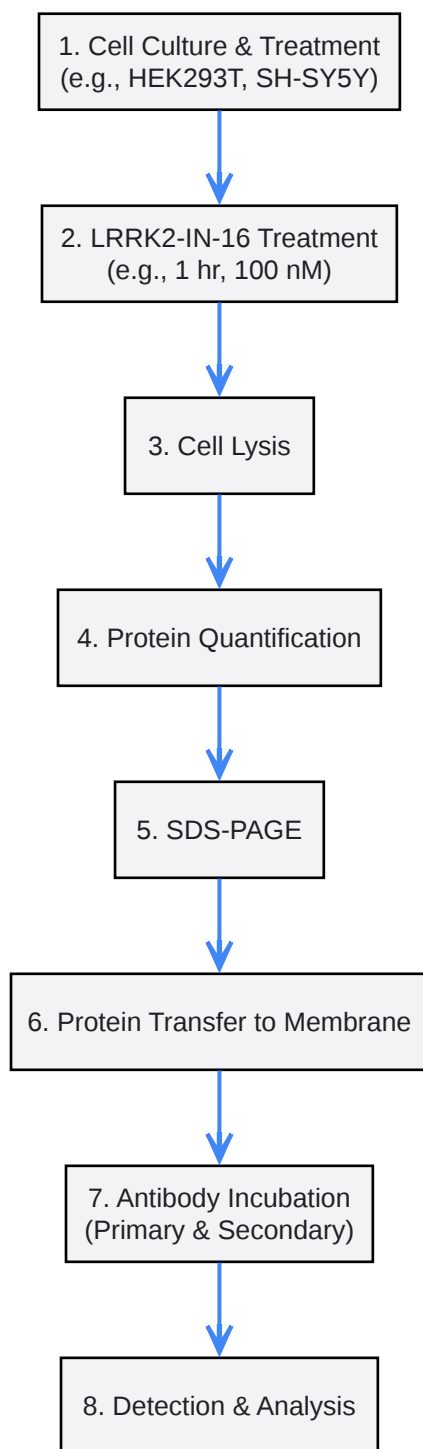 1. Cell Culture & Treatment
(e.g., HEK293T, SH-SY5Y)
2. LRRK2-IN-16 Treatment
(e.g., 1 hr, 100 nM)
3. Cell Lysis
4. Protein Quantification
5. SDS-PAGE
6. Protein Transfer to Membrane
7. Antibody Incubation
(Primary & Secondary)
8. Detection & Analysis